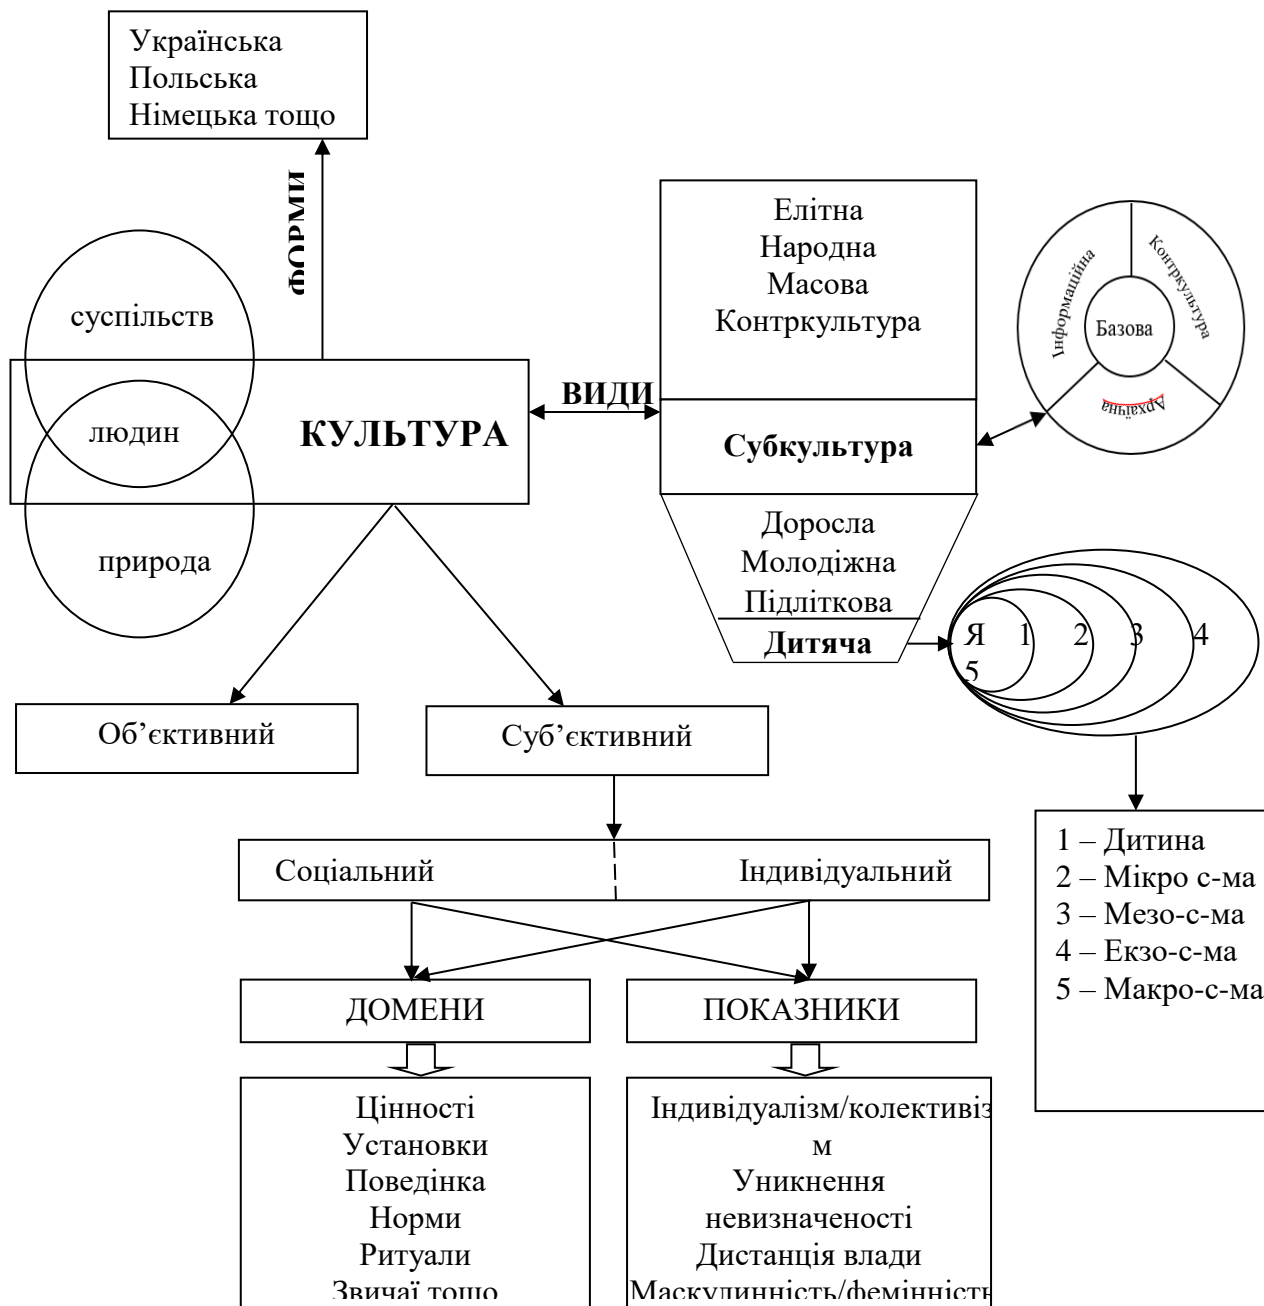 Українська
Польська
Німецька тощо
ФОРМИ
суспільств
людин
природа
КУЛЬТУРА
ВИДИ
Елітна
Народна
Масова
Контркультура
Субкультура
Доросла
Молодіжна
Підліткова
Дитяча
Інформаційна
Контркультура
Базова
Архаїчна
Я 1 2 3 4
5
Об’єктивний
Суб’єктивний
Соціальний Індивідуальний
1 – Дитина
2 – Мікро с-ма
3 – Мезо-с-ма
4 – Екзо-с-ма
5 – Макро-с-ма
ДОМЕНИ
ПОКАЗНИКИ
Цінності
Установки
Поведінка
Норми
Ритуали
Звичаї тощо
Індивідуалізм/колективіз
м
Уникнення
невизначеності
Дистанція влади
Маскулинність/фемінність